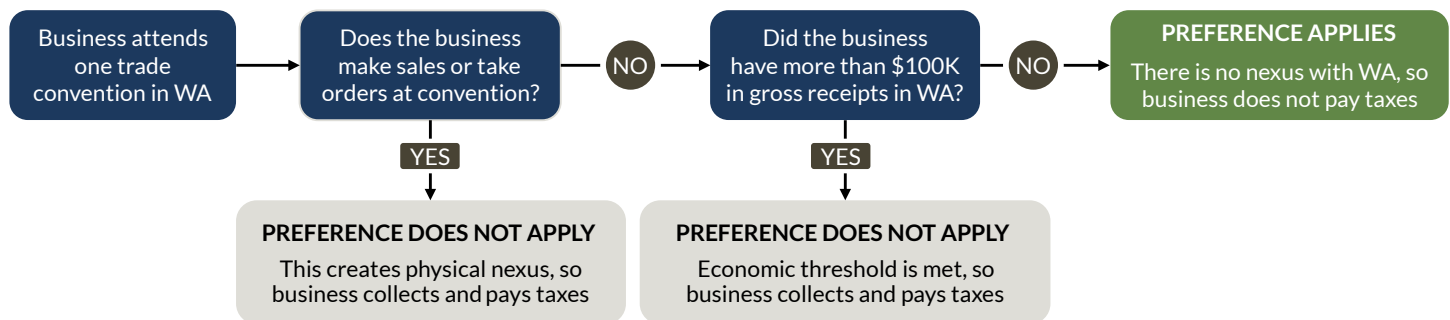 Business attends
one trade
convention in WA
Does the business
make sales or take
orders at convention?
NO
Did the business
have more than $100K
in gross receipts in WA?
NO
PREFERENCE APPLIES
There is no nexus with WA, so
business does not pay taxes
YES
YES
PREFERENCE DOES NOT APPLY
This creates physical nexus, so
business collects and pays taxes
PREFERENCE DOES NOT APPLY
Economic threshold is met, so
business collects and pays taxes